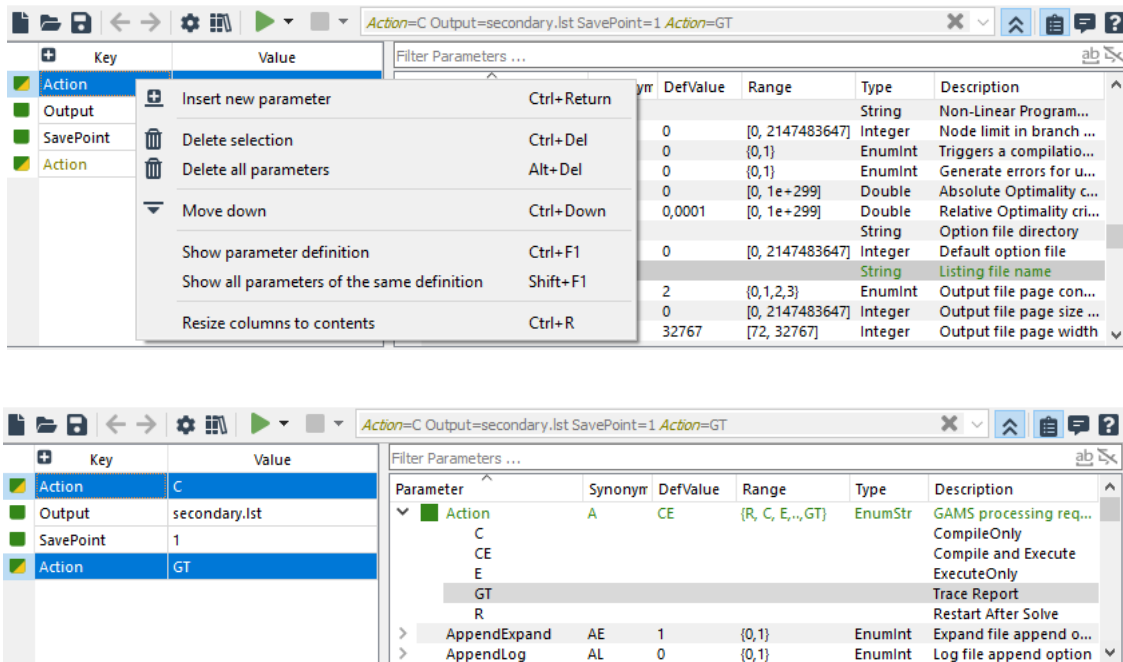 Action=C Output=secondary.lst SavePoint=1 Action=GT
Key Value Filter Parameters ... ab
Action DefValue Range Type Description
Output String Non-Linear Program...
SavePoint 0 [0, 2147483647] Integer Node limit in branch ...
Action 0 {0,1} EnumInt Triggers a compilatio...
Insert new parameter Ctrl+Return
Delete selection Ctrl+Del
Delete all parameters Alt+Del
Move down Ctrl+Down
Show parameter definition Ctrl+F1
Show all parameters of the same definition Shift+F1
Resize columns to contents Ctrl+R
0 {0,1} EnumInt Generate errors for u...
0 [0, 1e+299] Double Absolute Optimality c...
0,0001 [0, 1e+299] Double Relative Optimality cri...
String Option file directory
0 [0, 2147483647] Integer Default option file
String Listing file name
2 {0,1,2,3} EnumInt Output file page con...
0 [0, 2147483647] Integer Output file page size ...
32767 [72, 32767] Integer Output file page width
Action=C Output=secondary.lst SavePoint=1 Action=GT
Key Value Filter Parameters ... ab
Action C
Output secondary.lst
SavePoint 1
Action GT
Parameter Synonym DefValue Range Type Description
Action A CE {R, C, E,..,GT} EnumStr GAMS processing req...
C CompileOnly
CE Compile and Execute
E ExecuteOnly
GT Trace Report
R Restart After Solve
AppendExpand AE 1 {0,1} EnumInt Expand file append o...
AppendLog AL 0 {0,1} EnumInt Log file append option